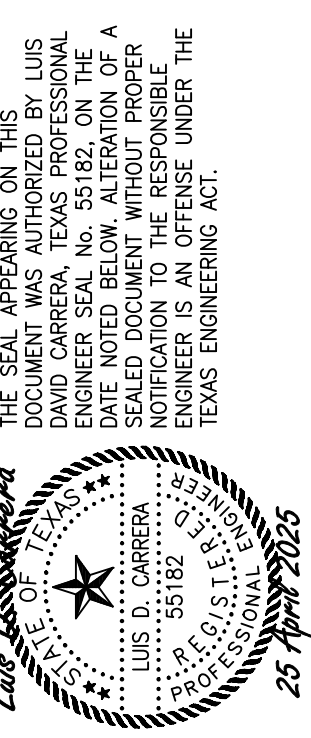 THE SEAL APPEARING ON THIS
DOCUMENT WAS AUTHORIZED BY LUIS
DAVID CARRERA, TEXAS PROFESSIONAL
ENGINEER SEAL No. 55182, ON THE
DATE NOTED BELOW. ALTERATION OF A
SEALED DOCUMENT WITHOUT PROPER
NOTIFICATION TO THE RESPONSIBLE
ENGINEER IS AN OFFENSE UNDER THE
TEXAS ENGINEERING ACT.
Luis D. Carrera
STATE OF TEXAS
LUIS D. CARRERA
55182
REGISTERED
PROFESSIONAL ENGINEER
25 April 2025